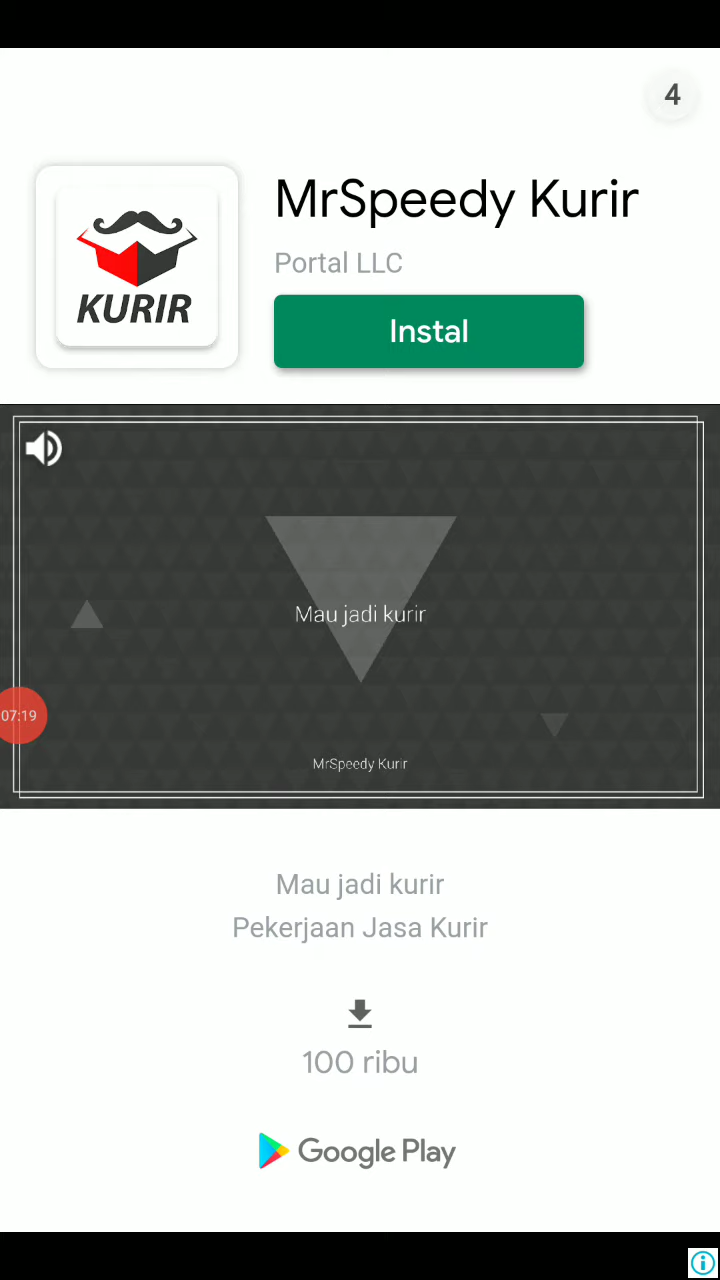 4
MrSpeedy Kurir
Portal LLC
KURIR
Instal
Mau jadi kurir
07:19
MrSpeedy Kurir
Mau jadi kurir
Pekerjaan Jasa Kurir
100 ribu
Google Play